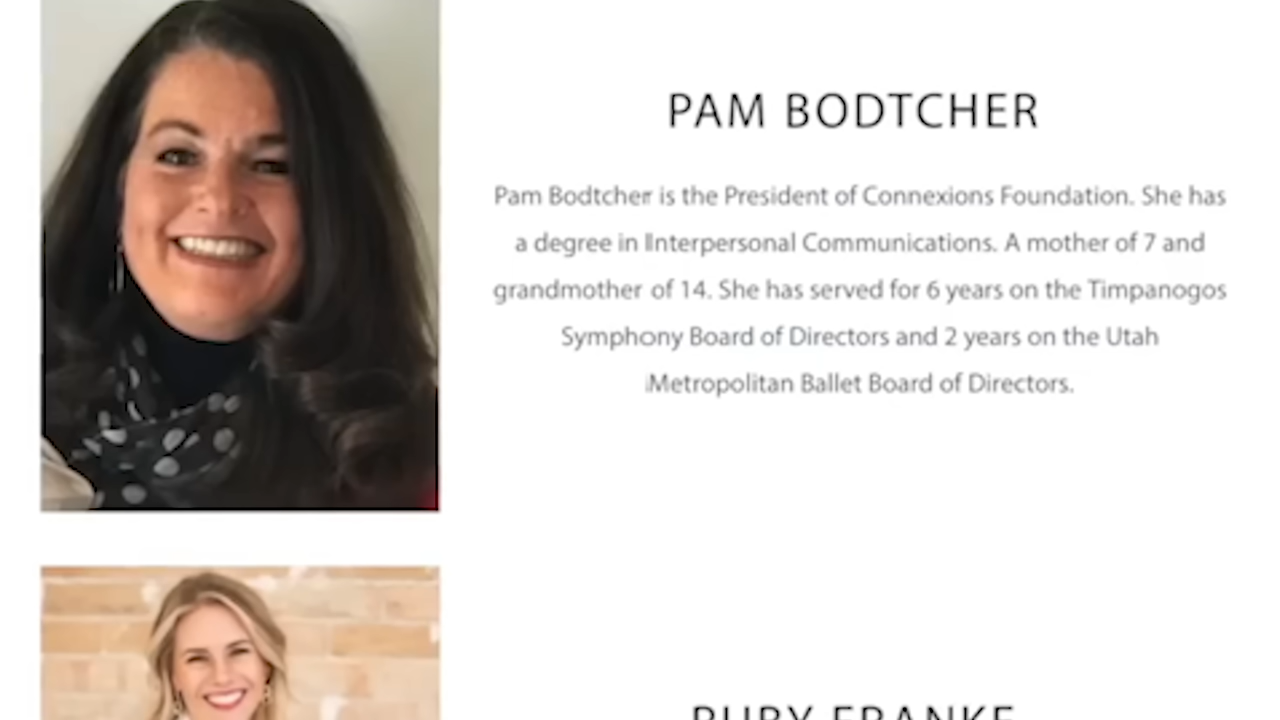 PAM BODTCHER
Pam Bodtcher is the President of Connexions Foundation. She has
a degree in Interpersonal Communications. A mother of 7 and
grandmother of 14. She has served for 6 years on the Timpanogos
Symphony Board of Directors and 2 years on the Utah
Metropolitan Ballet Board of Directors.
RUBY FRANKE